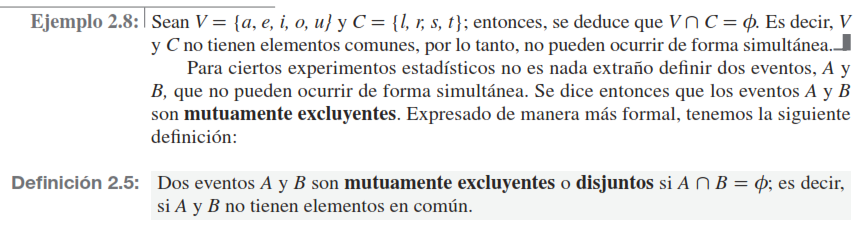 Ejemplo 2.8: Sean V = {a, e, i, o, u} y C = {l, r, s, t}; entonces, se deduce que V ∩ C = ϕ. Es decir, V
y C no tienen elementos comunes, por lo tanto, no pueden ocurrir de forma simultánea.
Para ciertos experimentos estadísticos no es nada extraño definir dos eventos, A y
B, que no pueden ocurrir de forma simultánea. Se dice entonces que los eventos A y B
son mutuamente excluyentes. Expresado de manera más formal, tenemos la siguiente
definición:
Definición 2.5: Dos eventos A y B son mutuamente excluyentes o disjuntos si A ∩ B = ϕ; es decir,
si A y B no tienen elementos en común.